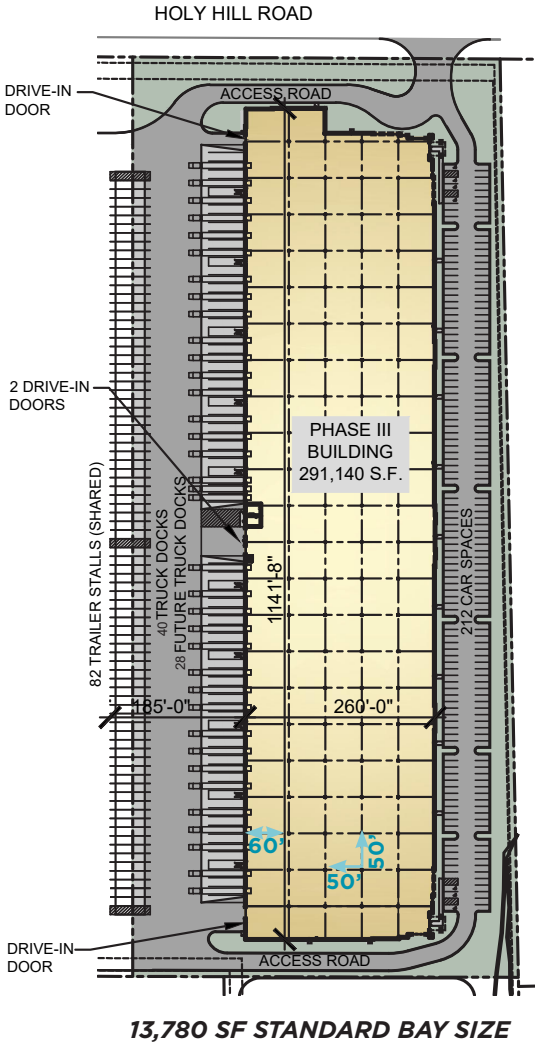 HOLY HILL ROAD
DRIVE-IN
DOOR
ACCESS ROAD
2 DRIVE-IN
DOORS
PHASE III
BUILDING
291,140 S.F.
82 TRAILER STALLS (SHARED)
40 TRUCK DOCKS
28 FUTURE TRUCK DOCKS
1141'-8"
212 CAR SPACES
185'-0"
260'-0"
60'
50'
50'
DRIVE-IN
DOOR
ACCESS ROAD
13,780 SF STANDARD BAY SIZE